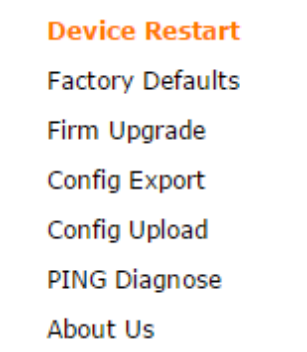 Device Restart
Factory Defaults
Firm Upgrade
Config Export
Config Upload
PING Diagnose
About Us